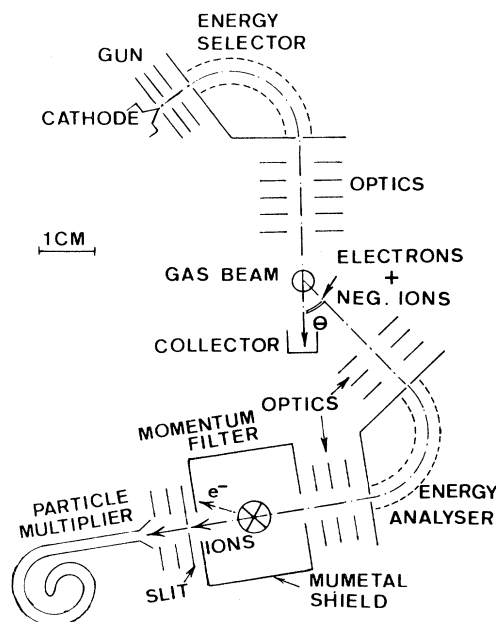 ENERGY
SELECTOR
GUN
CATHODE
OPTICS
1CM
GAS BEAM
ELECTRONS
+
NEG. IONS
Θ
COLLECTOR
OPTICS
MOMENTUM
FILTER
e⁻
PARTICLE
MULTIPLIER
ENERGY
ANALYSER
IONS
SLIT
MUMETAL
SHIELD